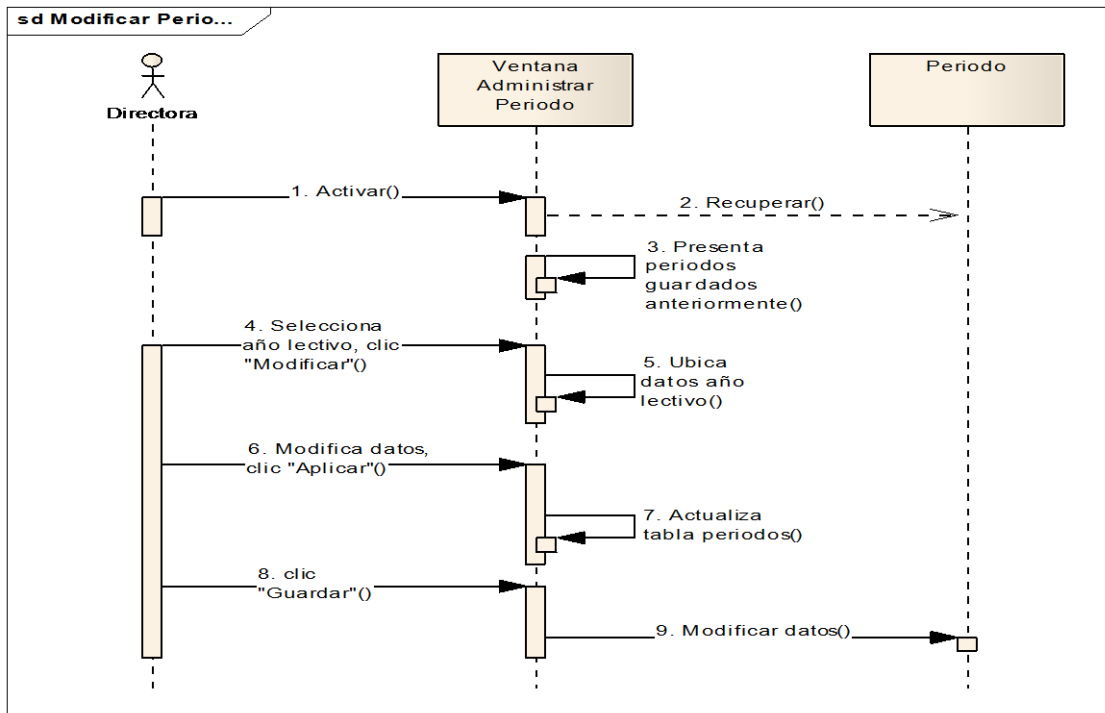 sd Modificar Perio...
Directora
Ventana
Administrar
Periodo
Periodo
1. Activar()
2. Recuperar()
3. Presenta
periodos
guardados
anteriormente()
4. Selecciona
año lectivo, clic
"Modificar"()
5. Ubica
datos año
lectivo()
6. Modifica datos,
clic "Aplicar"()
7. Actualiza
tabla periodos()
8. clic
"Guardar"()
9. Modificar datos()